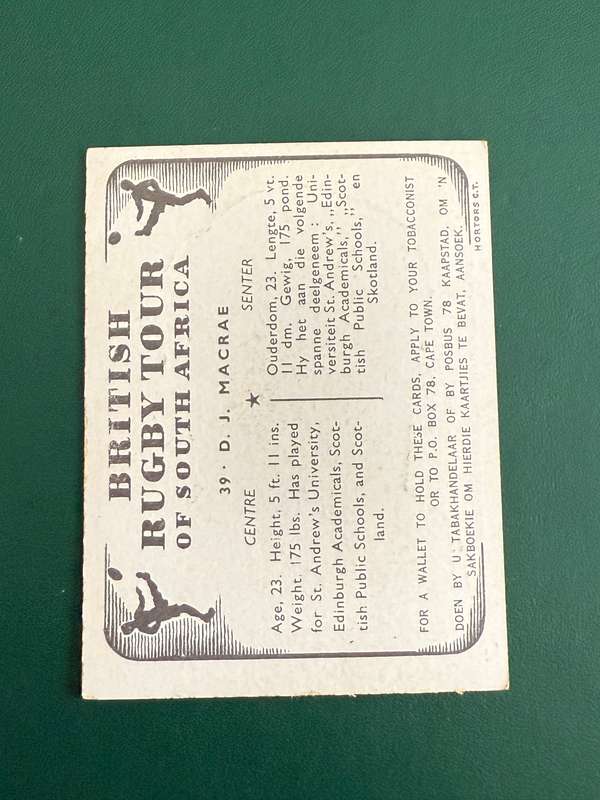 BRITISH
RUGBY TOUR
OF SOUTH AFRICA
39 · D. J. MACRAE
CENTRE
Age, 23. Height, 5 ft. 11 ins.
Weight. 175 lbs. Has played
for St. Andrew's University,
Edinburgh Academicals, Scot-
tish Public Schools, and Scot-
land.
★
SENTER
Ouderdom, 23. Lengte, 5 vt.
11 dm. Gewig, 175 pond.
Hy het aan die volgende
spanne deelgeneem : Uni-
versiteit St. Andrew's, „Edin-
burgh Academicals,” „Scot-
tish Public Schools,” en
Skotland.
FOR A WALLET TO HOLD THESE CARDS, APPLY TO YOUR TOBACCONIST
OR TO P.O. BOX 78, CAPE TOWN.
DOEN BY U TABAKHANDELAAR OF BY POSBUS 78 KAAPSTAD, OM 'N
SAKBOEKIE OM HIERDIE KAARTJIES TE BEVAT, AANSOEK.
HORTORS C.T.